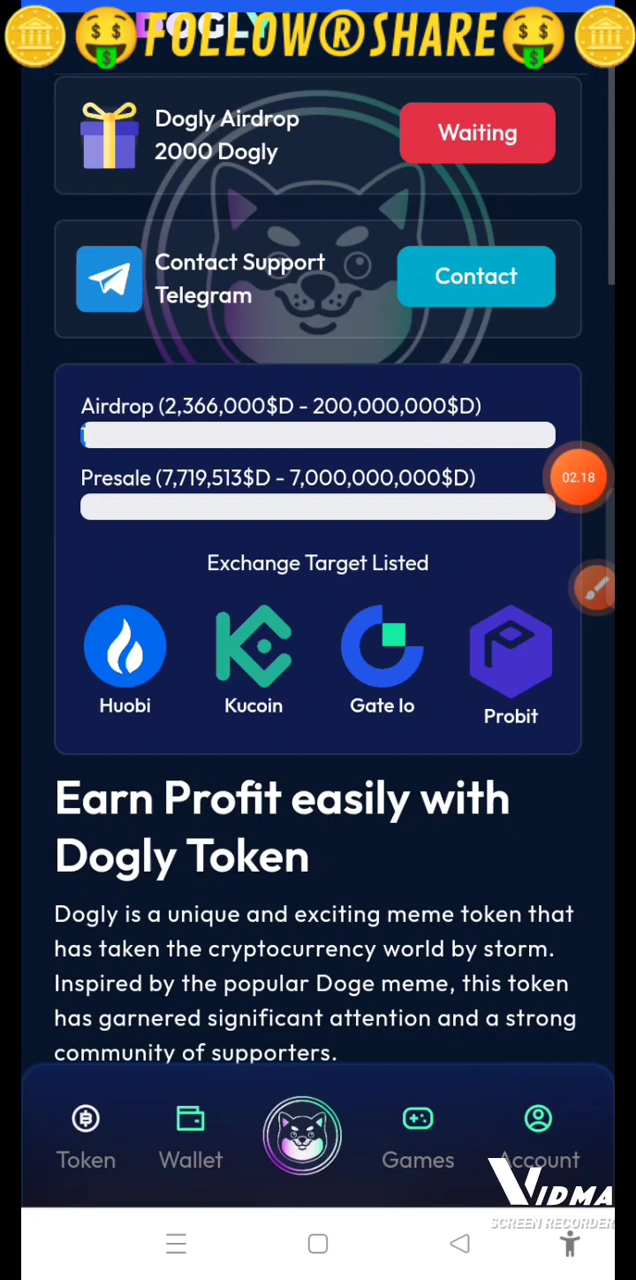 DOGLY
FOLLOW®SHARE
Dogly Airdrop
2000 Dogly
Waiting
Contact Support
Telegram
Contact
Airdrop (2,366,000$D - 200,000,000$D)
Presale (7,719,513$D - 7,000,000,000$D)
02.18
Exchange Target Listed
Huobi
Kucoin
Gate Io
Probit
Earn Profit easily with
Dogly Token
Dogly is a unique and exciting meme token that
has taken the cryptocurrency world by storm.
Inspired by the popular Doge meme, this token
has garnered significant attention and a strong
community of supporters.
Token
Wallet
Games
Account
VIDMA
SCREEN RECORDER